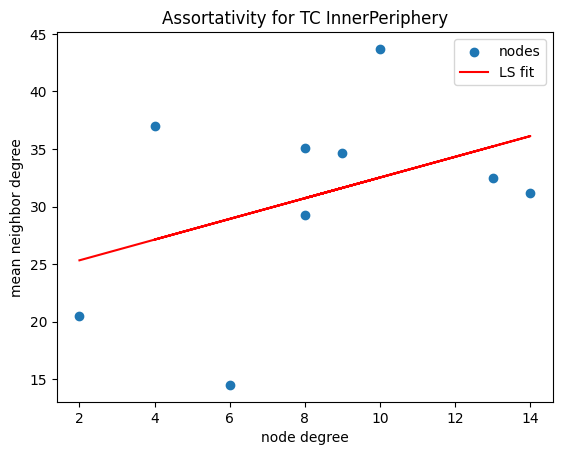 Assortativity for TC InnerPeriphery
nodes
LS fit
mean neighbor degree
45
40
35
30
25
20
15
2
4
6
8
10
12
14
node degree